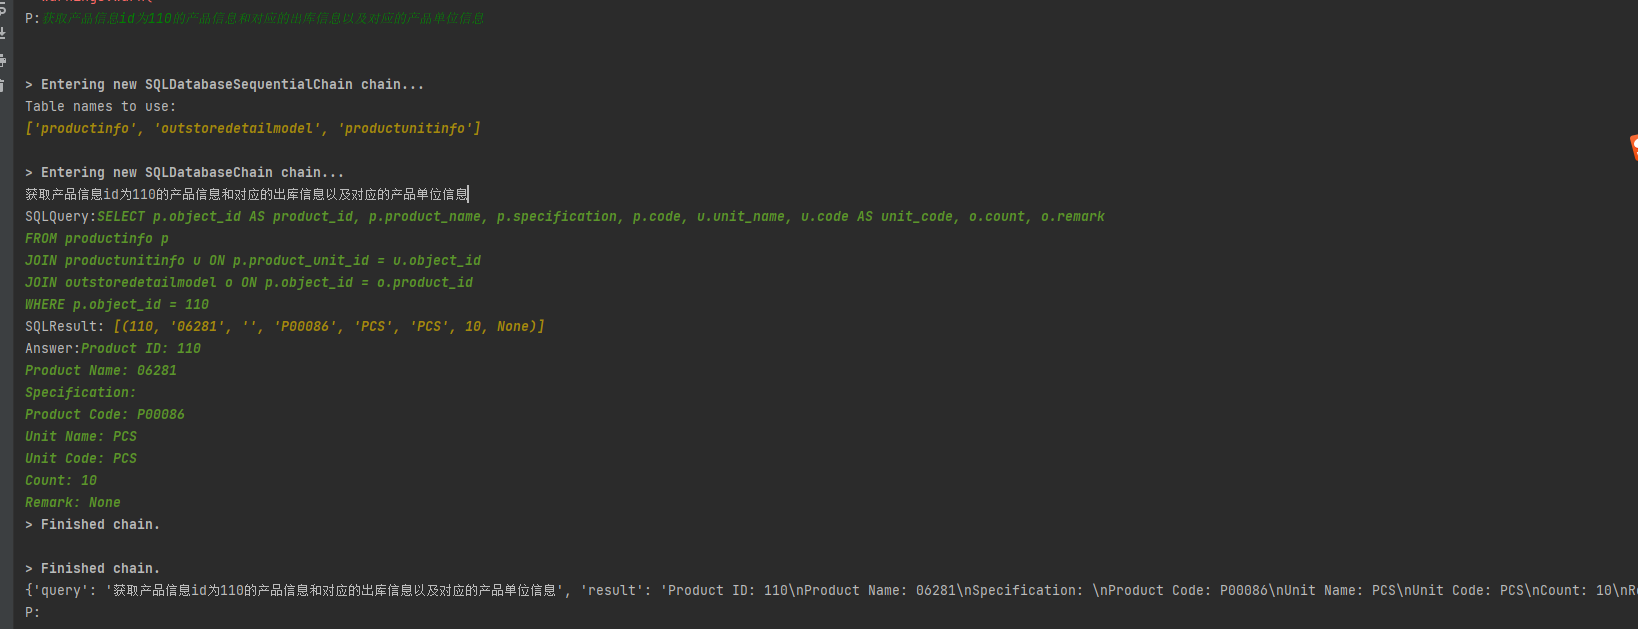 P:获取产品信息id为110的产品信息和对应的出库信息以及对应的产品单位信息
> Entering new SQLDatabaseSequentialChain chain...
Table names to use:
['productinfo', 'outstoredetailmodel', 'productunitinfo']
> Entering new SQLDatabaseChain chain...
获取产品信息id为110的产品信息和对应的出库信息以及对应的产品单位信息
SQLQuery:SELECT p.object_id AS product_id, p.product_name, p.specification, p.code, u.unit_name, u.code AS unit_code, o.count, o.remark
FROM productinfo p
JOIN productunitinfo u ON p.product_unit_id = u.object_id
JOIN outstoredetailmodel o ON p.object_id = o.product_id
WHERE p.object_id = 110
SQLResult: [(110, '06281', '', 'P00086', 'PCS', 'PCS', 10, None)]
Answer:Product ID: 110
Product Name: 06281
Specification:
Product Code: P00086
Unit Name: PCS
Unit Code: PCS
Count: 10
Remark: None
> Finished chain.
> Finished chain.
{'query': '获取产品信息id为110的产品信息和对应的出库信息以及对应的产品单位信息', 'result': 'Product ID: 110\nProduct Name: 06281\nSpecification: \nProduct Code: P00086\nUnit Name: PCS\nUnit Code: PCS\nCount: 10\nR
P: